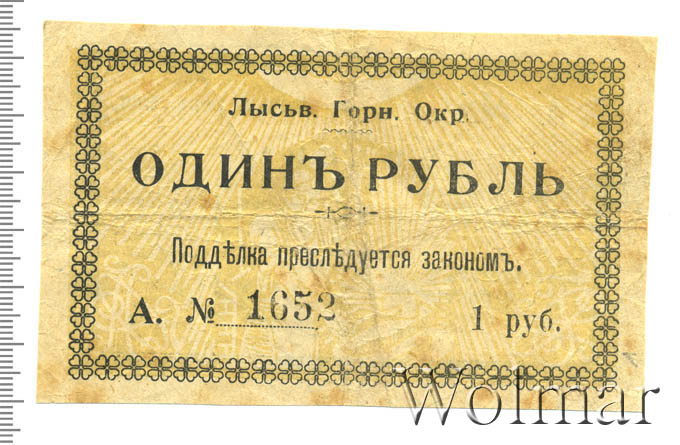 Лысьв. Горн. Окр.
ОДИНЪ РУБЛЬ
Поддѣлка преслѣдуется закономъ.
А. № 1652
1 руб.
Wolmar